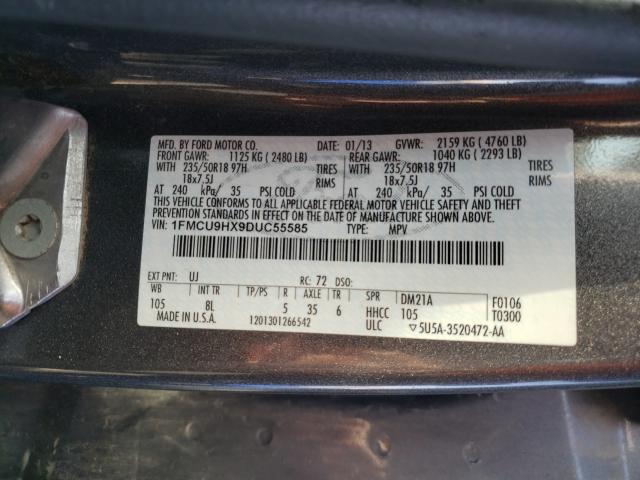 MFD. BY FORD MOTOR CO. 01/13 GVWR: 2159 KG ( 4760 LB)
FRONT GAWR: 1125 KG ( 2480 LB) REAR GAWR: 1040 KG ( 2293 LB)
WITH 235/50R18 97H TIRES WITH 235/50R18 97H TIRES
18x7.5J RIMS 18x7.5J RIMS
AT 240 kPa/ 35 PSI COLD AT 240 kPa/ 35 PSI COLD
THIS VEHICLE CONFORMS TO ALL APPLICABLE FEDERAL MOTOR VEHICLE SAFETY AND THEFT
PREVENTION STANDARDS IN EFFECT ON THE DATE OF MANUFACTURE SHOWN ABOVE.
VIN: 1FMCU9HX9DUC55585 TYPE: MPV
EXT PNT: UJ RC: 72 DSO:
WB INT TR TP/PS R AXLE TR SPR DM21A F0106
105 8L 5 35 6 HHCC 105 T0300
MADE IN U.S.A. 1201301266542 ULC ▽5U5A-3520472-AA